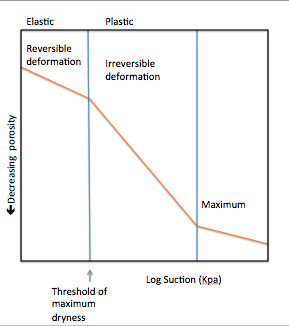 Elastic
Plastic
Reversible
deformation
Irreversible
deformation
Decreasing porosity
Maximum
Log Suction (Kpa)
Threshold of
maximum
dryness